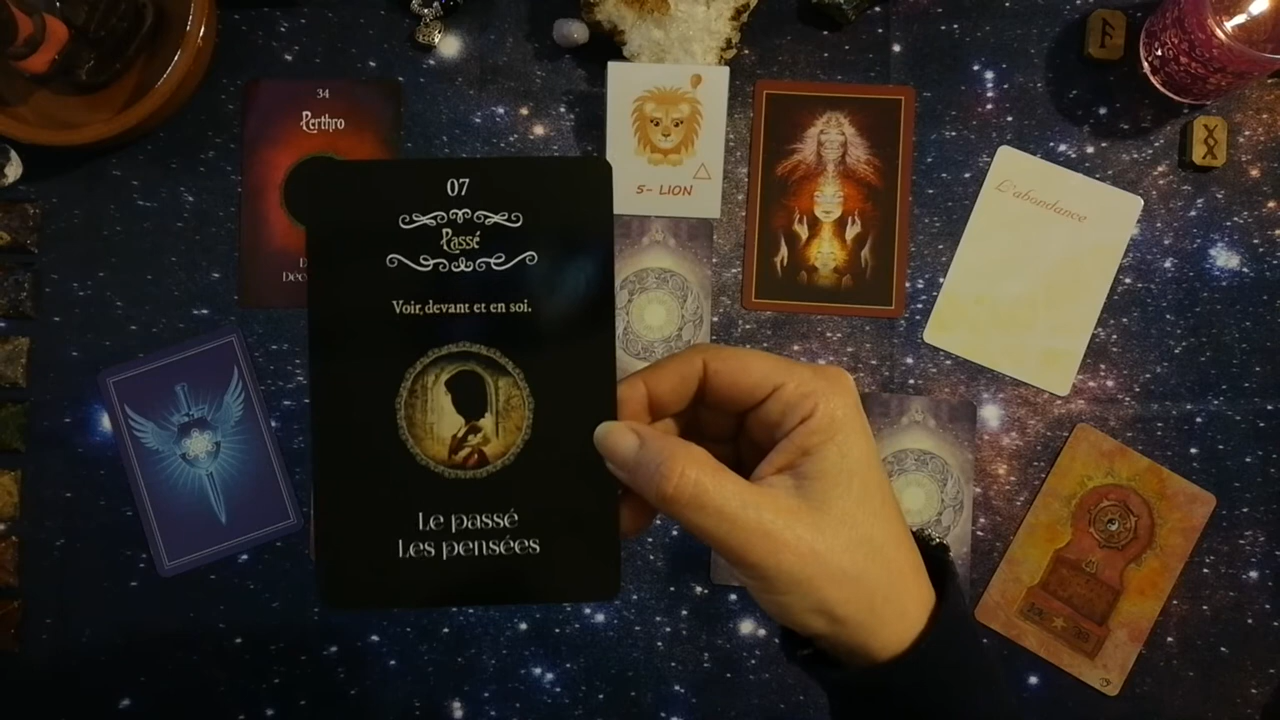 34
Perthro
07
Passé
Voir, devant et en soi.
Le passé
Les pensées
5- LION
L'abondance